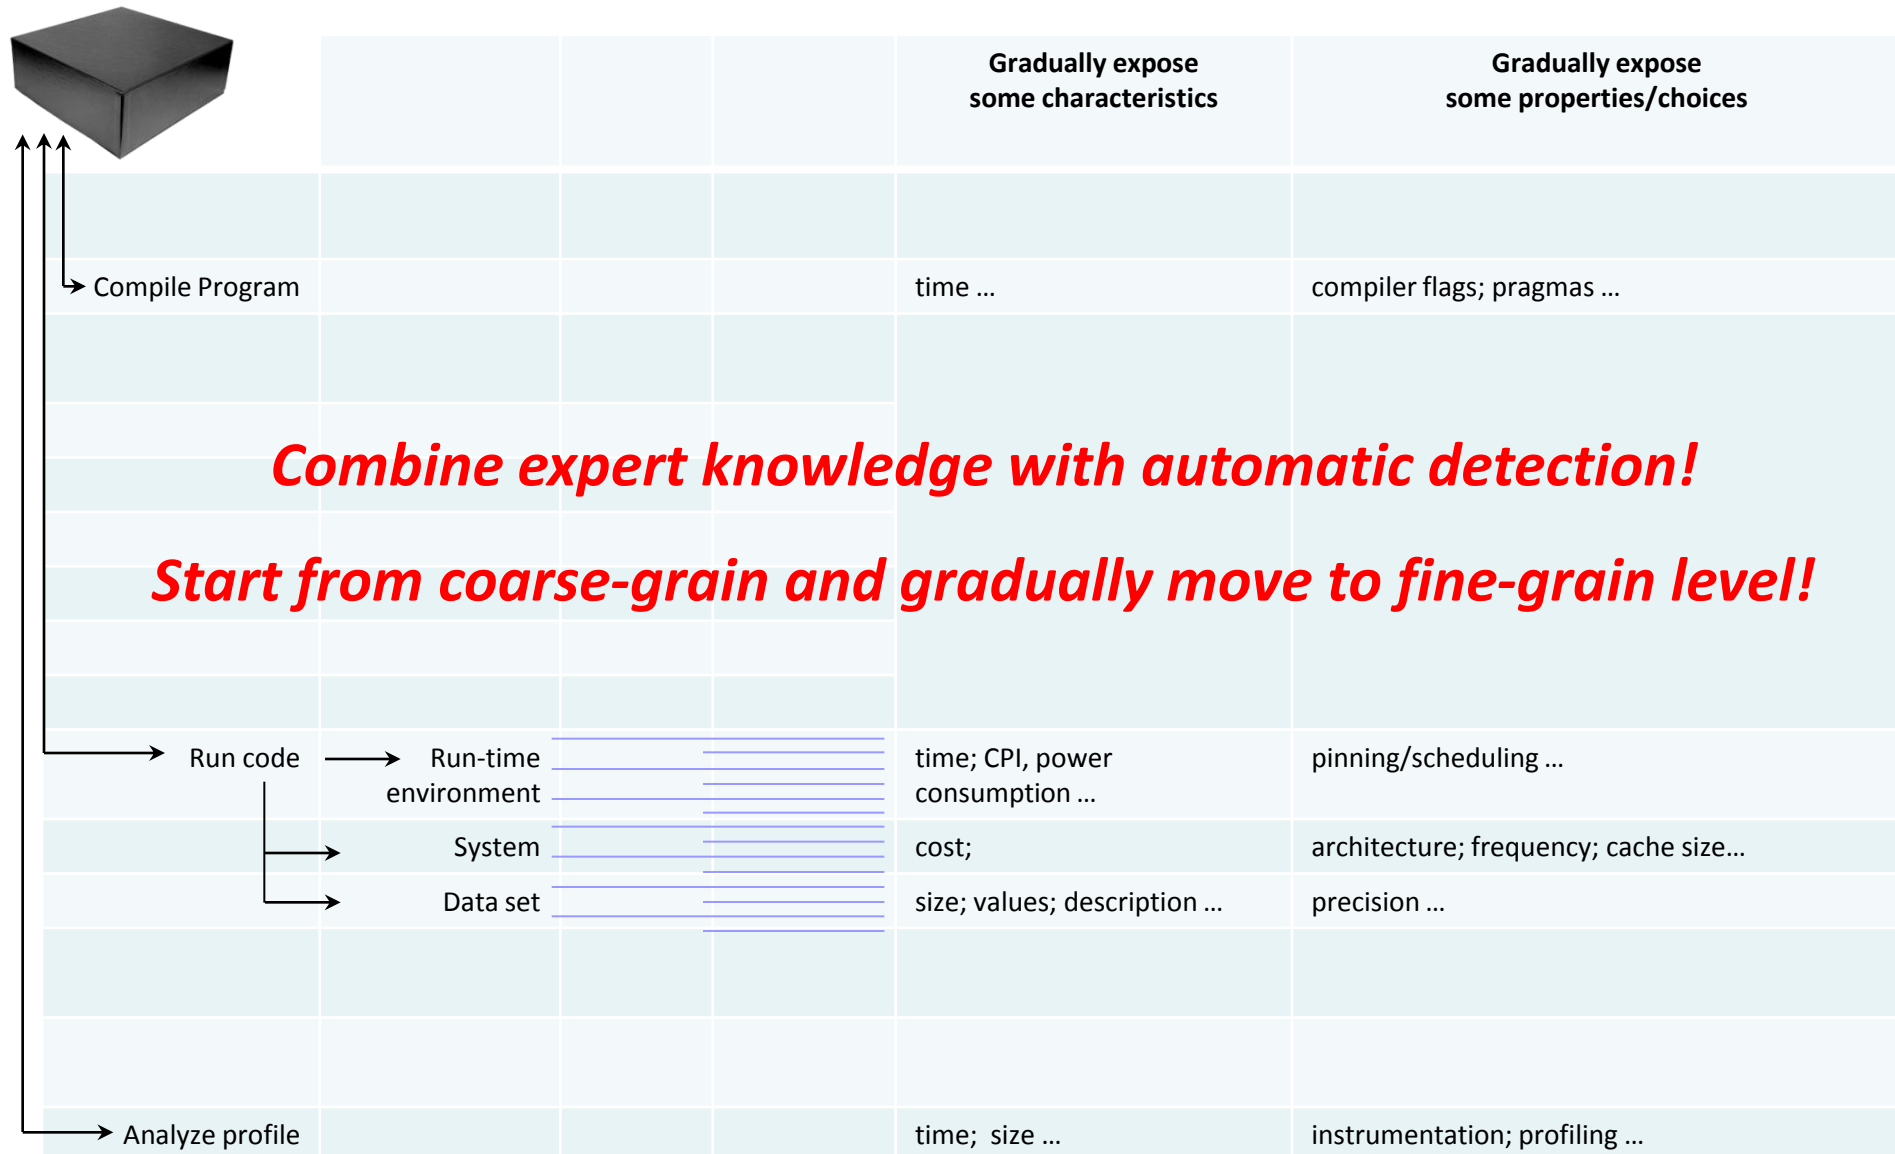 Gradually expose
some characteristics
Gradually expose
some properties/choices
Compile Program
time ...
compiler flags; pragmas ...
Combine expert knowledge with automatic detection!
Start from coarse-grain and gradually move to fine-grain level!
Run code
Run-time
environment
time; CPI, power
consumption ...
pinning/scheduling ...
System
cost;
architecture; frequency; cache size...
Data set
size; values; description ...
precision ...
Analyze profile
time; size ...
instrumentation; profiling ...